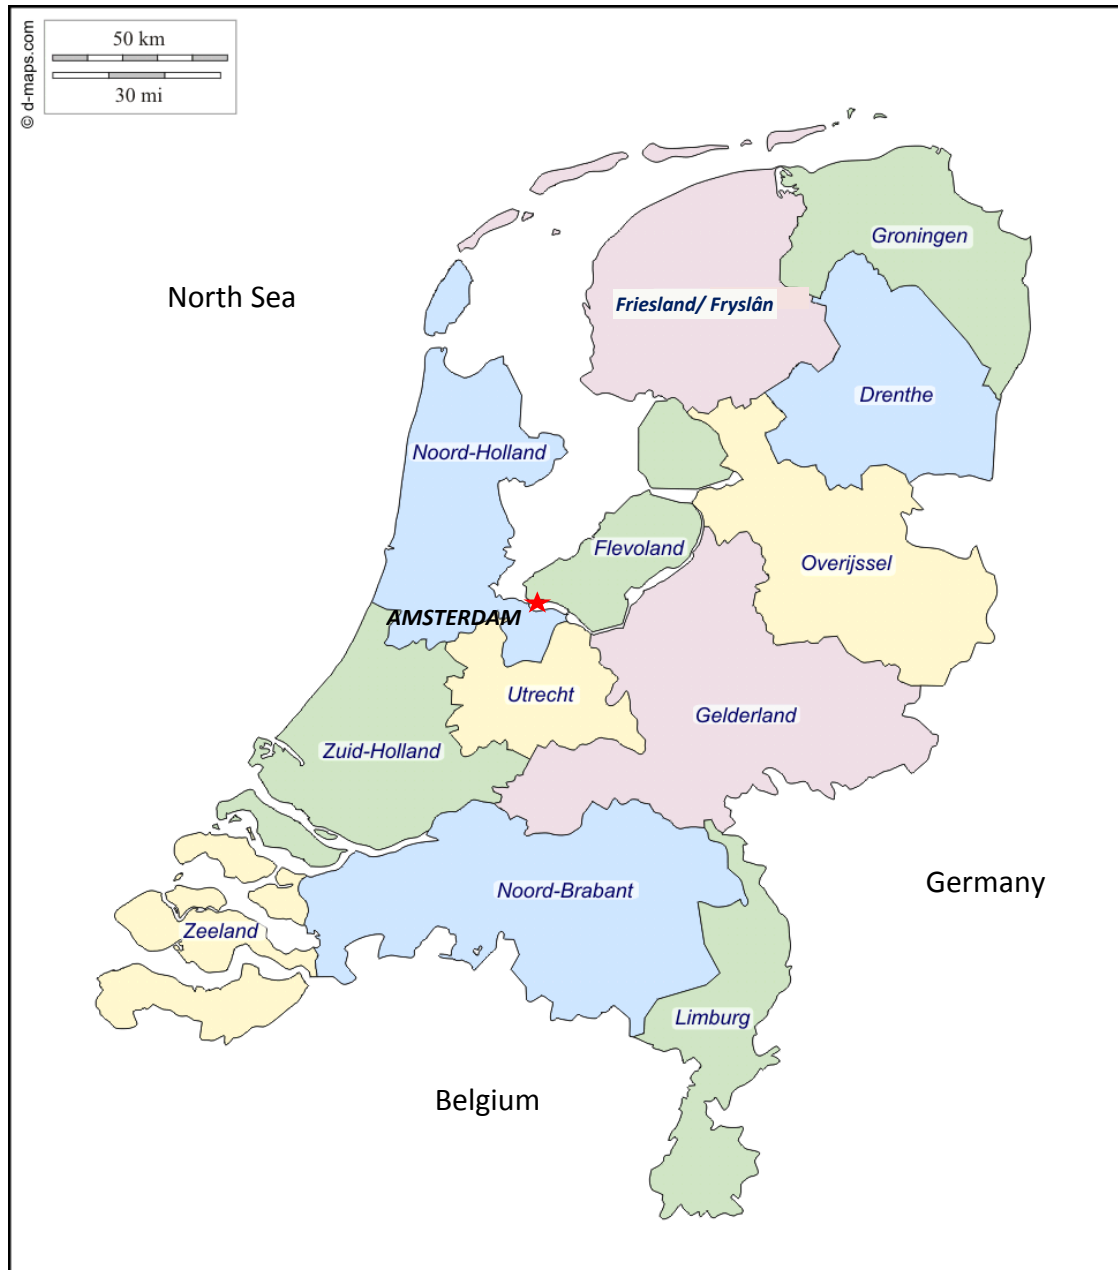 © d-maps.com
50 km
30 mi
Groningen
North Sea
Friesland/ Fryslân
Drenthe
Noord-Holland
Flevoland
Overijssel
AMSTERDAM
Utrecht
Gelderland
Zuid-Holland
Germany
Noord-Brabant
Zeeland
Limburg
Belgium